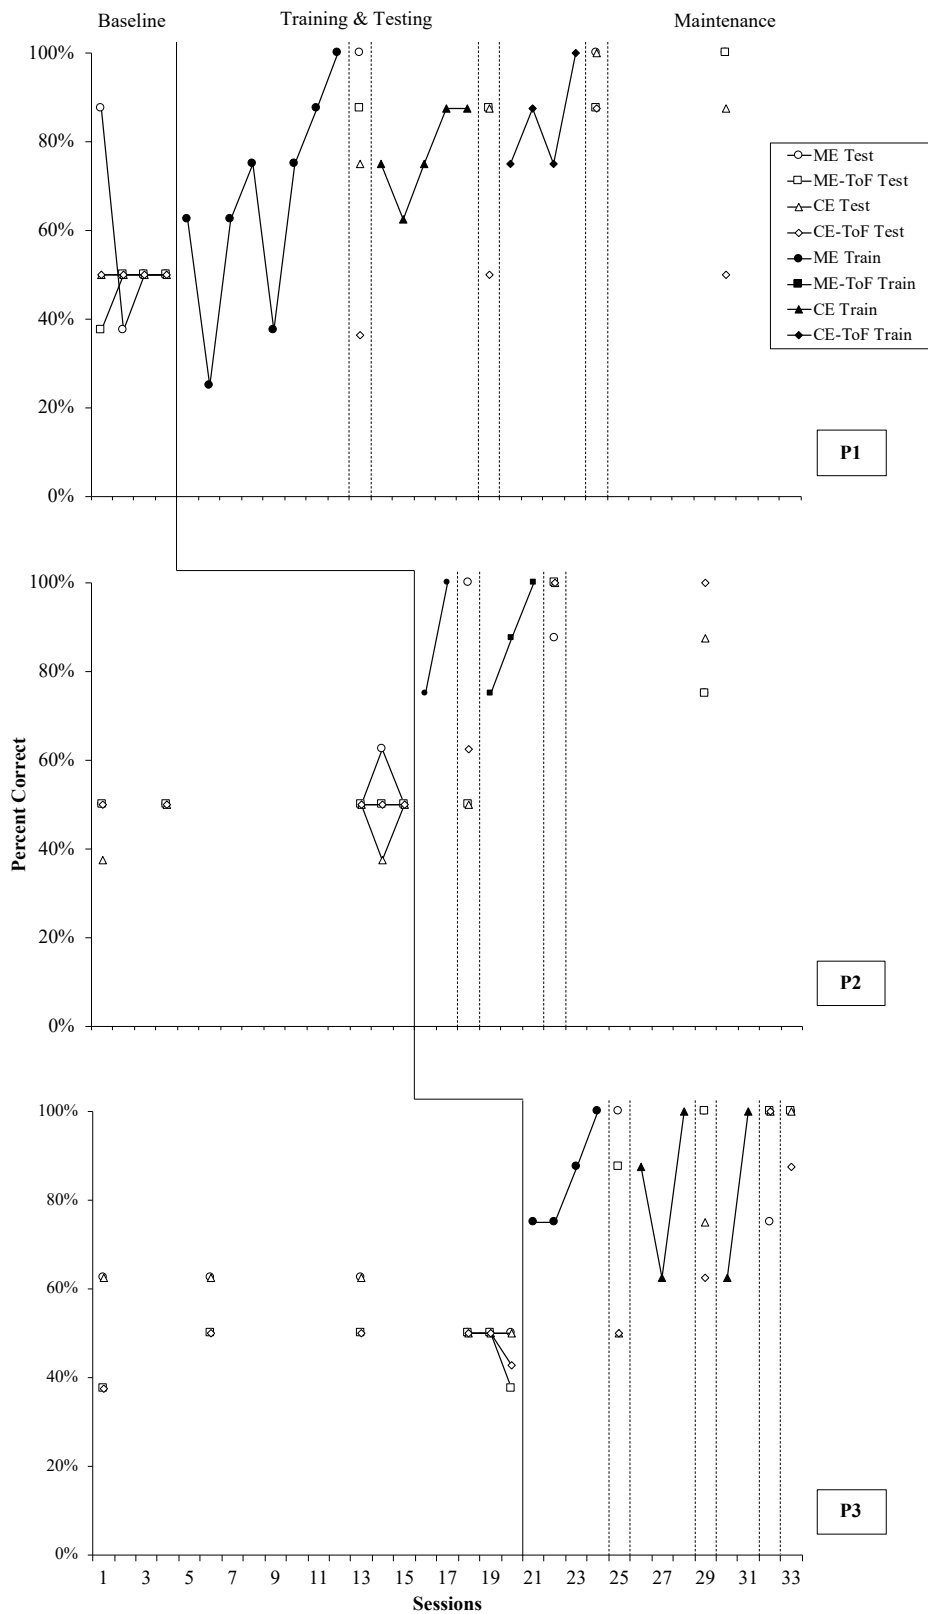 Baseline
Training & Testing
Maintenance
100%
80%
60%
40%
20%
0%
ME Test
ME-ToF Test
CE Test
CE-ToF Test
ME Train
ME-ToF Train
CE Train
CE-ToF Train
P1
Percent Correct
100%
80%
60%
40%
20%
0%
P2
100%
80%
60%
40%
20%
0%
P3
1 3 5 7 9 11 13 15 17 19 21 23 25 27 29 31 33
Sessions